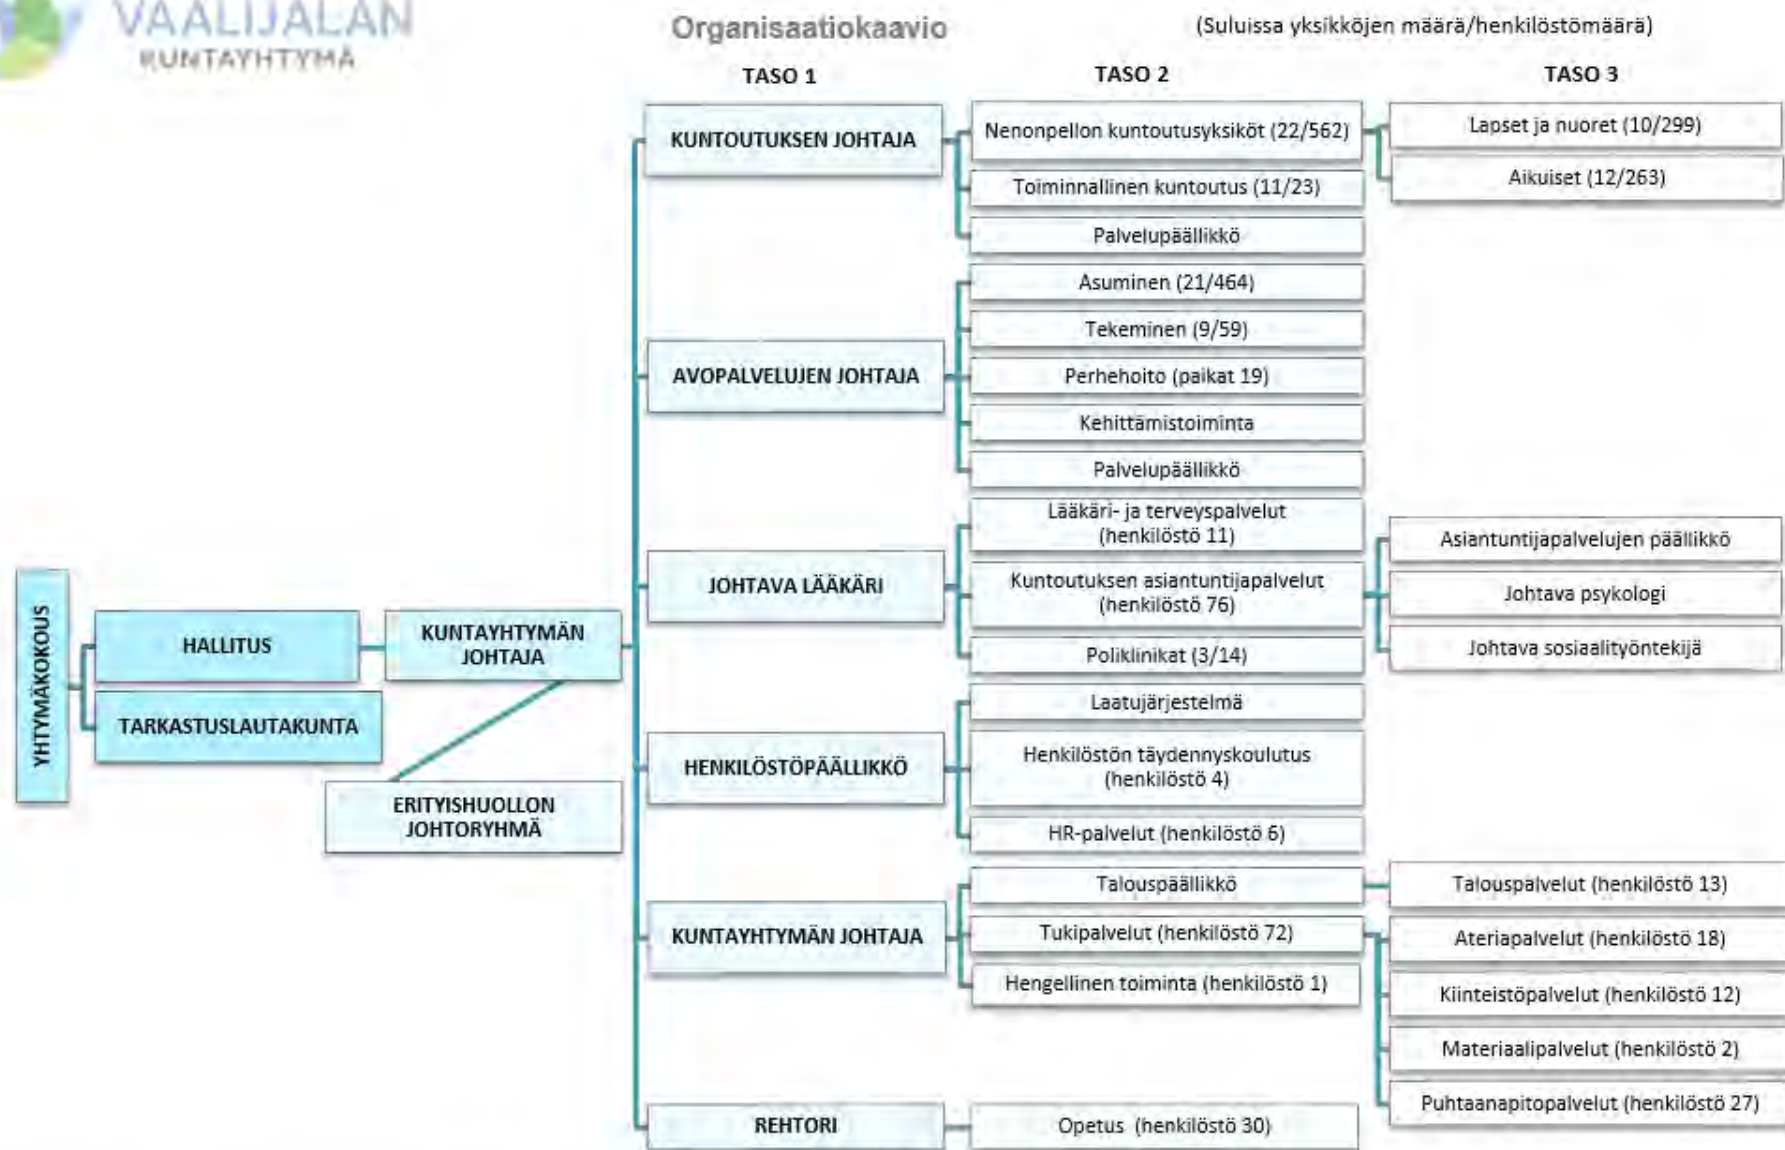 VAALIJALAN
KUNTAYHTYMÄ
Organisaatiokaavio
(Suluissa yksikköjen määrä/henkilöstömäärä)
TASO 1
TASO 2
TASO 3
KUNTOUTUKSEN JOHTAJA
Nenonpellon kuntoutusyksiköt (22/562)
Lapset ja nuoret (10/299)
Aikuiset (12/263)
Toiminnallinen kuntoutus (11/23)
Palvelupäällikkö
AVOPALVELUJEN JOHTAJA
Asuminen (21/464)
Tekeminen (9/59)
Perhehoito (paikat 19)
Kehittämistoiminta
Palvelupäällikkö
JOHTAVA LÄÄKÄRI
Lääkäri- ja terveyspalvelut
(henkilöstö 11)
Kuntoutuksen asiantuntijapalvelut
(henkilöstö 76)
Poliklinikat (3/14)
Asiantuntijapalvelujen päällikkö
Johtava psykologi
Johtava sosiaalityöntekijä
YHTYMÄKOKOUS
HALLITUS
TARKASTUSLAUTAKUNTA
KUNTAYHTYMÄN
JOHTAJA
ERITYISHUOLLON
JOHTORYHMÄ
HENKILÖSTÖPÄÄLLIKKÖ
Laatujärjestelmä
Henkilöstön täydennyskoulutus
(henkilöstö 4)
HR-palvelut (henkilöstö 6)
KUNTAYHTYMÄN JOHTAJA
Talouspäällikkö
Talouspalvelut (henkilöstö 13)
Tukipalvelut (henkilöstö 72)
Ateriapalvelut (henkilöstö 18)
Kiinteistöpalvelut (henkilöstö 12)
Materiaalipalvelut (henkilöstö 2)
Puhtaanapitopalvelut (henkilöstö 27)
Hengellinen toiminta (henkilöstö 1)
REHTORI
Opetus (henkilöstö 30)